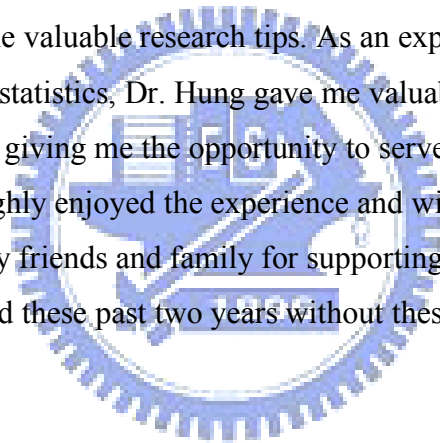 e valuable research tips. As an exp
statistics, Dr. Hung gave me valuab
giving me the opportunity to serve
ghly enjoyed the experience and wi
y friends and family for supporting
d these past two years without thes